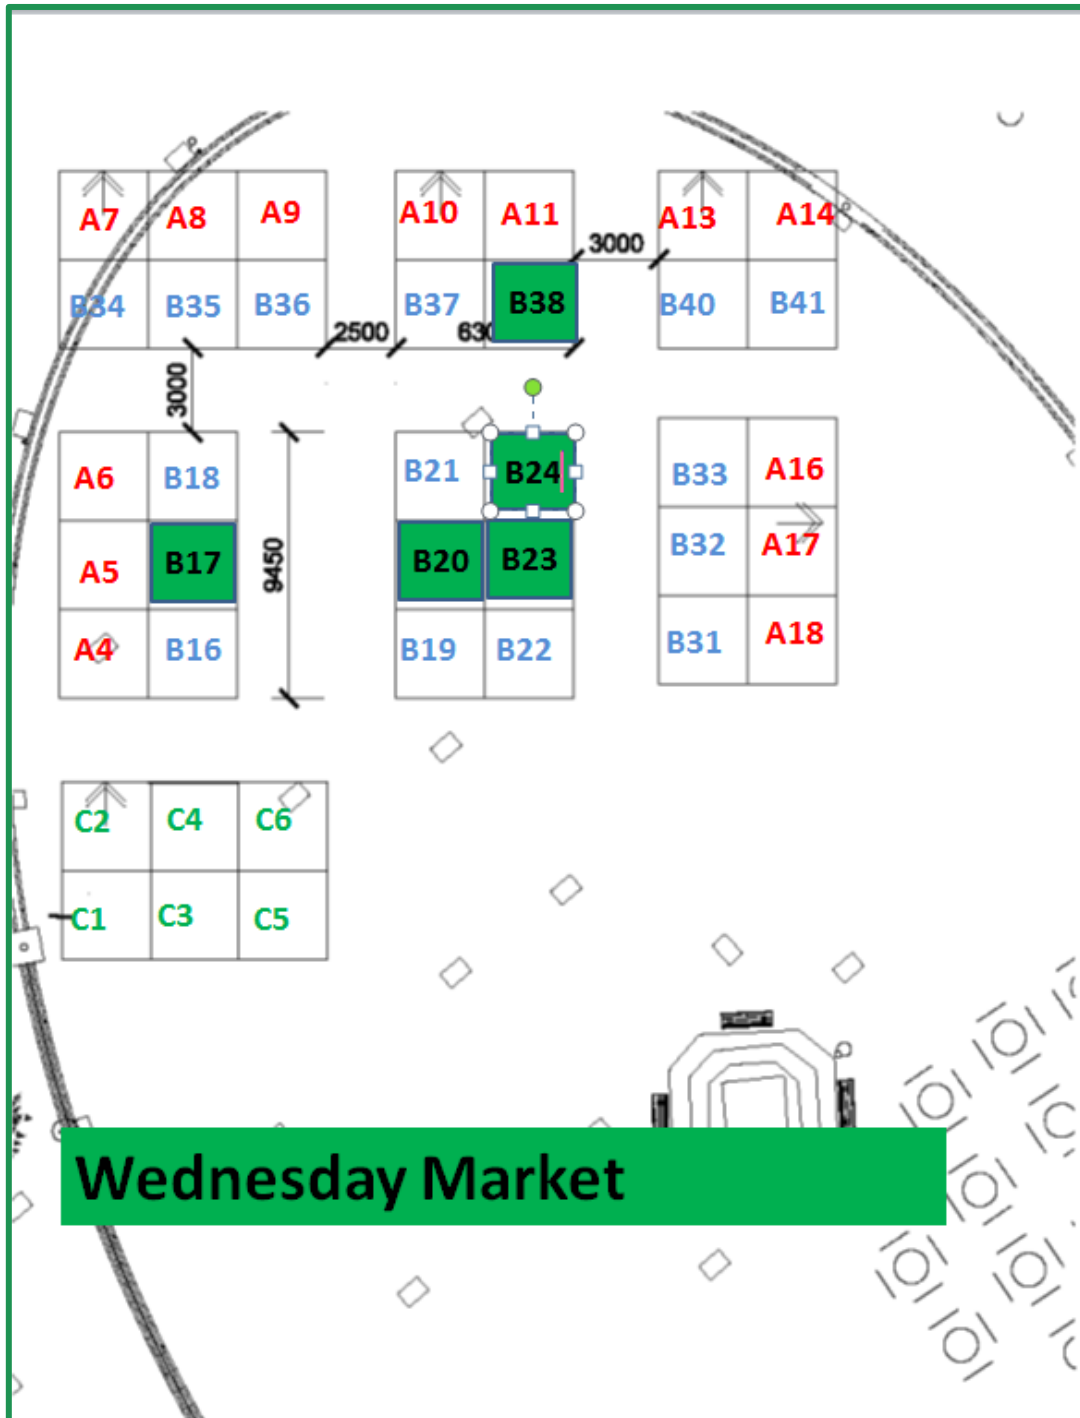 A7 A8 A9 A10 A11 A13 A14
3000
B34 B35 B36 B37 B38 B40 B41
2500 630
3000
A6 B18 B21 B24 B33 A16
A5 B17 9450 B20 B23 B32 A17
A4 B16 B19 B22 B31 A18
C2 C4 C6
C1 C3 C5
Wednesday Market